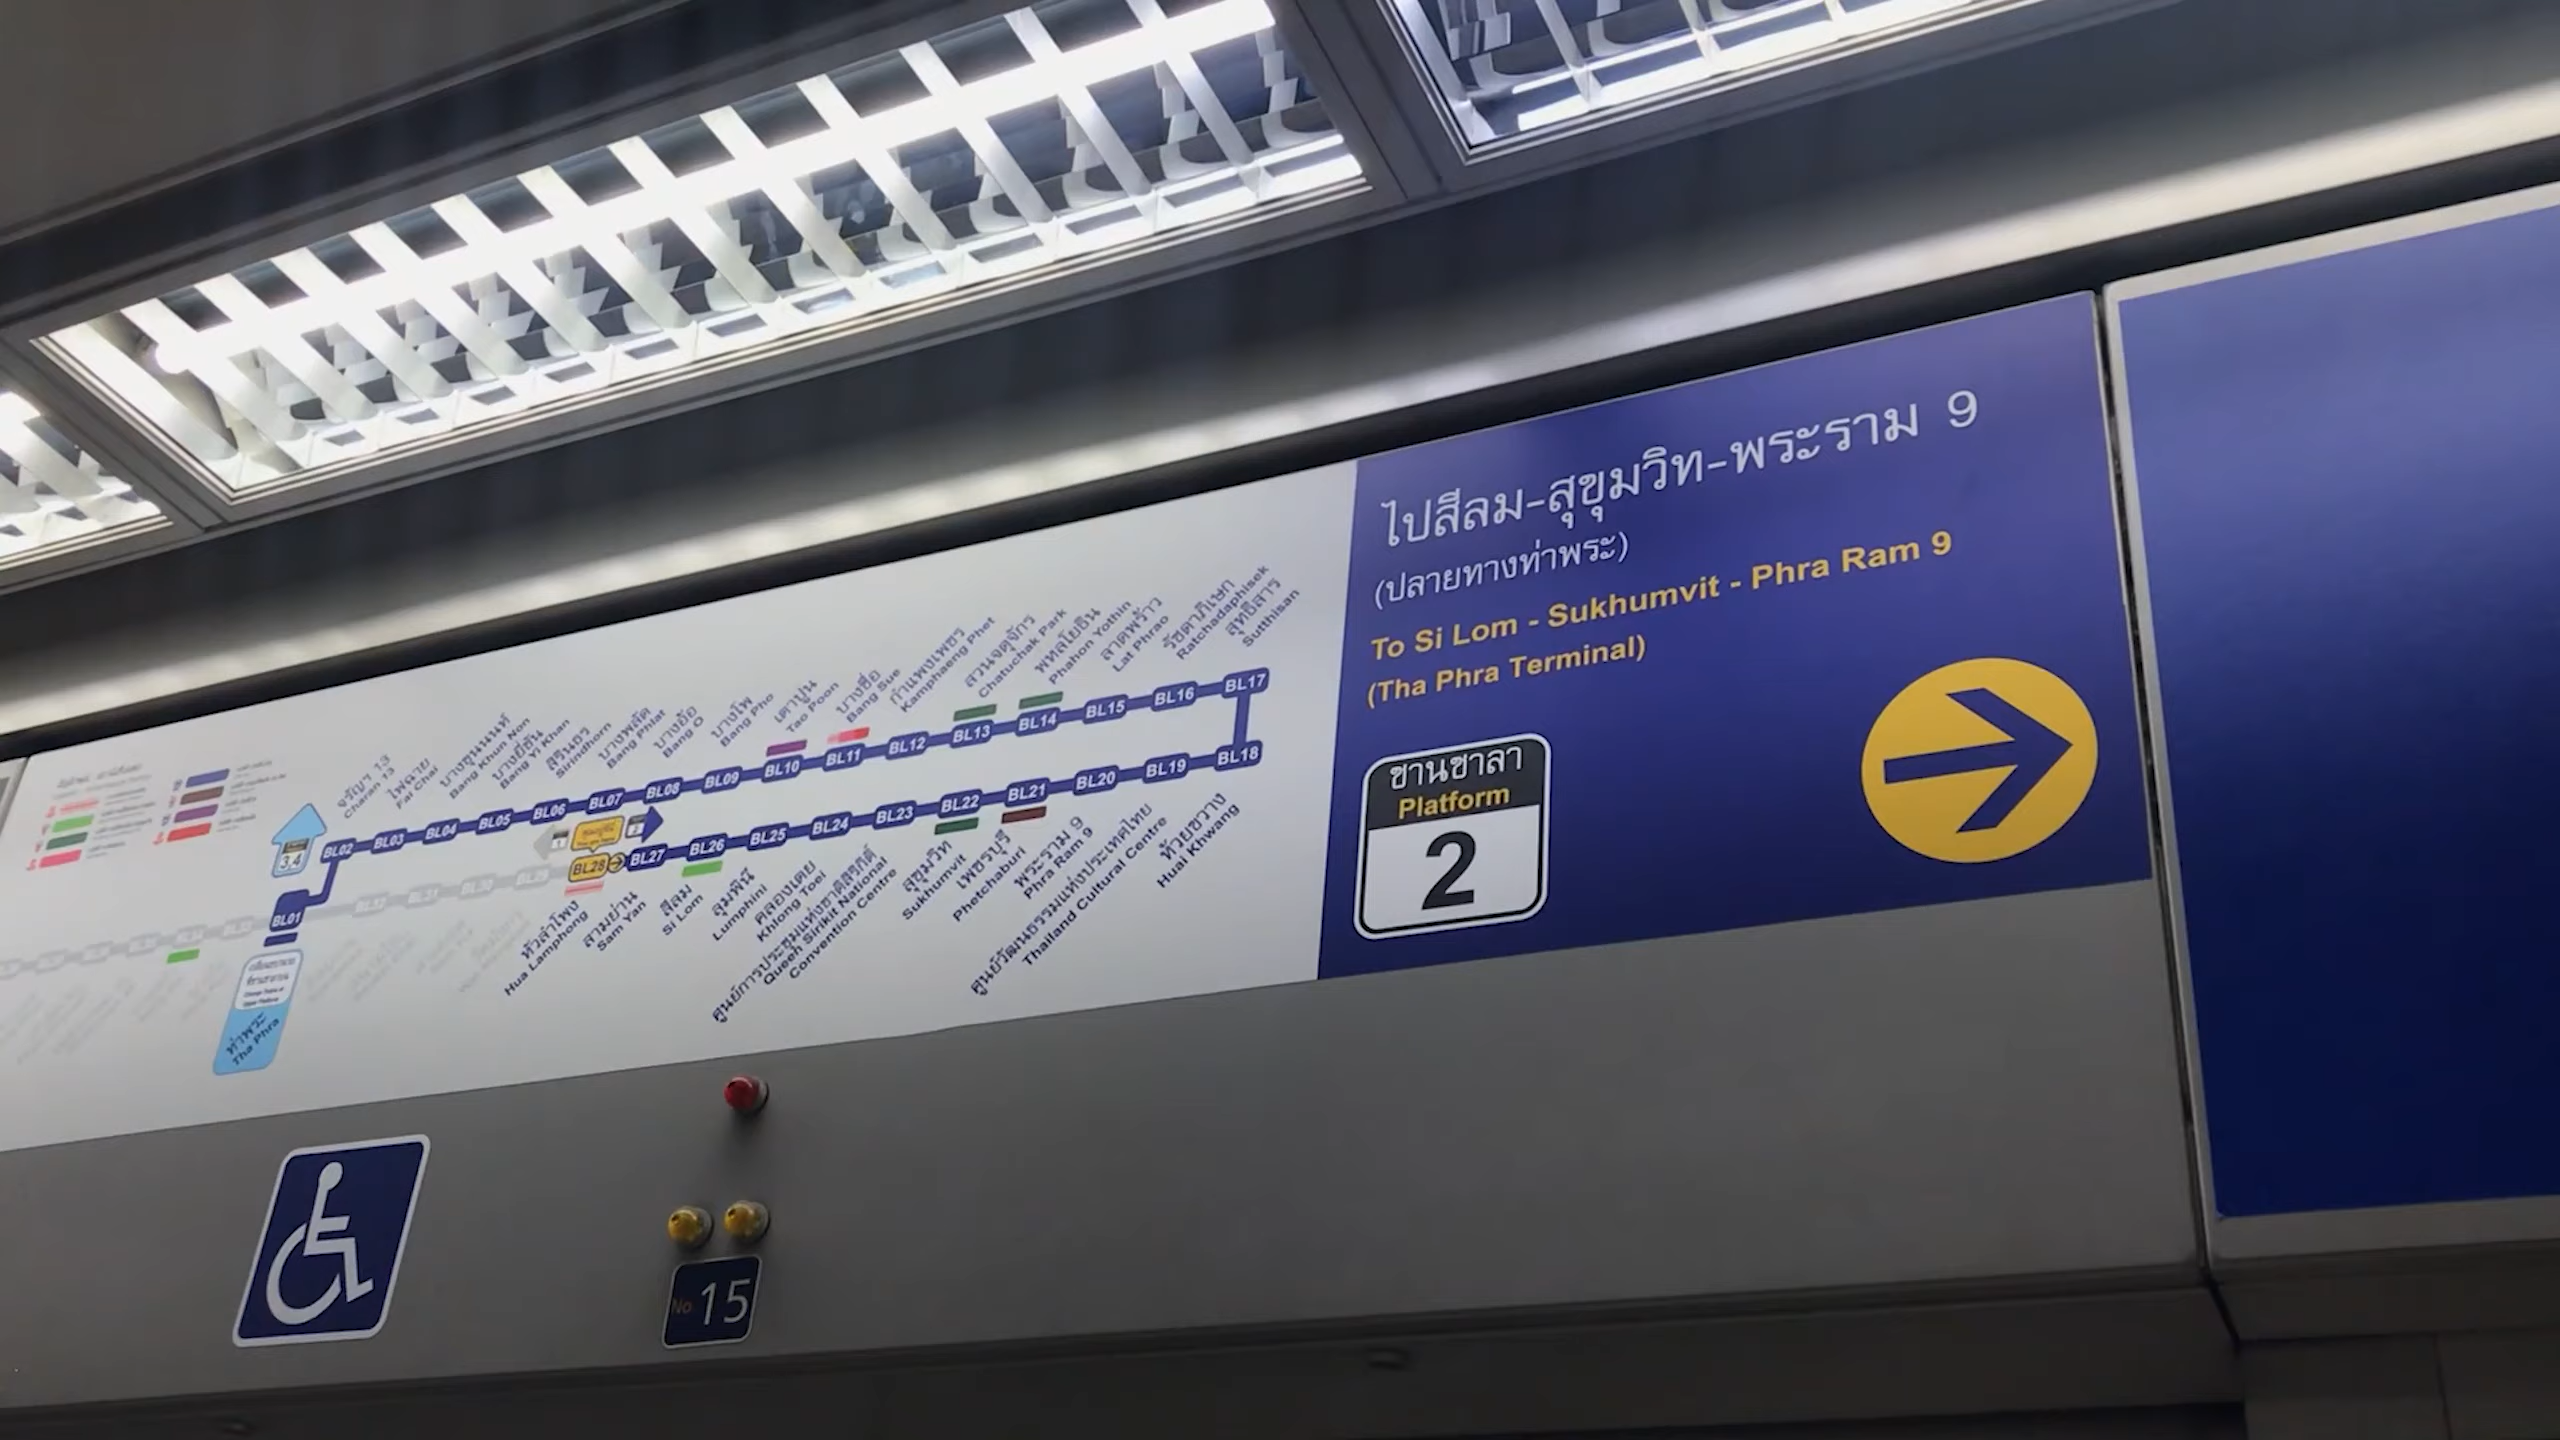 ไปสีลม-สุขุมวิท-พระราม 9
(ปลายทางท่าพระ)
To Si Lom - Sukhumvit - Phra Ram 9
(Tha Phra Terminal)
ชานชาลา
Platform
2
จรัญฯ 13
Charan 13
ไฟฉาย
Fai Chai
บางขุนนนท์
Bang Khun Non
บางยี่ขัน
Bang Yi Khan
สิรินธร
Sirindhorn
บางพลัด
Bang Phlat
บางอ้อ
Bang O
บางโพ
Bang Pho
เตาปูน
Tao Poon
บางซื่อ
Bang Sue
กำแพงเพชร
Kamphaeng Phet
สวนจตุจักร
Chatuchak Park
พหลโยธิน
Phahon Yothin
ลาดพร้าว
Lat Phrao
รัชดาภิเษก
Ratchadaphisek
สุทธิสาร
Sutthisan
BL02 BL03 BL04 BL05 BL06 BL07 BL08 BL09 BL10 BL11 BL12 BL13 BL14 BL15 BL16 BL17
3,4
BL01
BL28 BL27 BL26 BL25 BL24 BL23 BL22 BL21 BL20 BL19 BL18
BL33 BL32 BL31 BL30 BL29
หัวลำโพง
Hua Lamphong
สามย่าน
Sam Yan
สีลม
Si Lom
ลุมพินี
Lumphini
คลองเตย
Khlong Toei
ศูนย์การประชุมแห่งชาติสิริกิติ์
Queen Sirikit National
Convention Centre
สุขุมวิท
Sukhumvit
เพชรบุรี
Phetchaburi
พระราม 9
Phra Ram 9
ศูนย์วัฒนธรรมแห่งประเทศไทย
Thailand Cultural Centre
ห้วยขวาง
Huai Khwang
ท่าพระ
Tha Phra
No 15